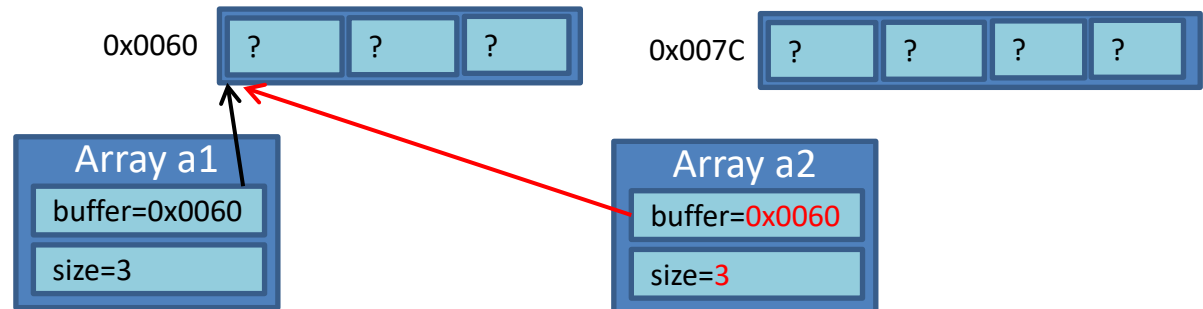 0x0060 ? ? ?
0x007C ? ? ? ?
Array a1
buffer=0x0060
size=3
Array a2
buffer=0x0060
size=3